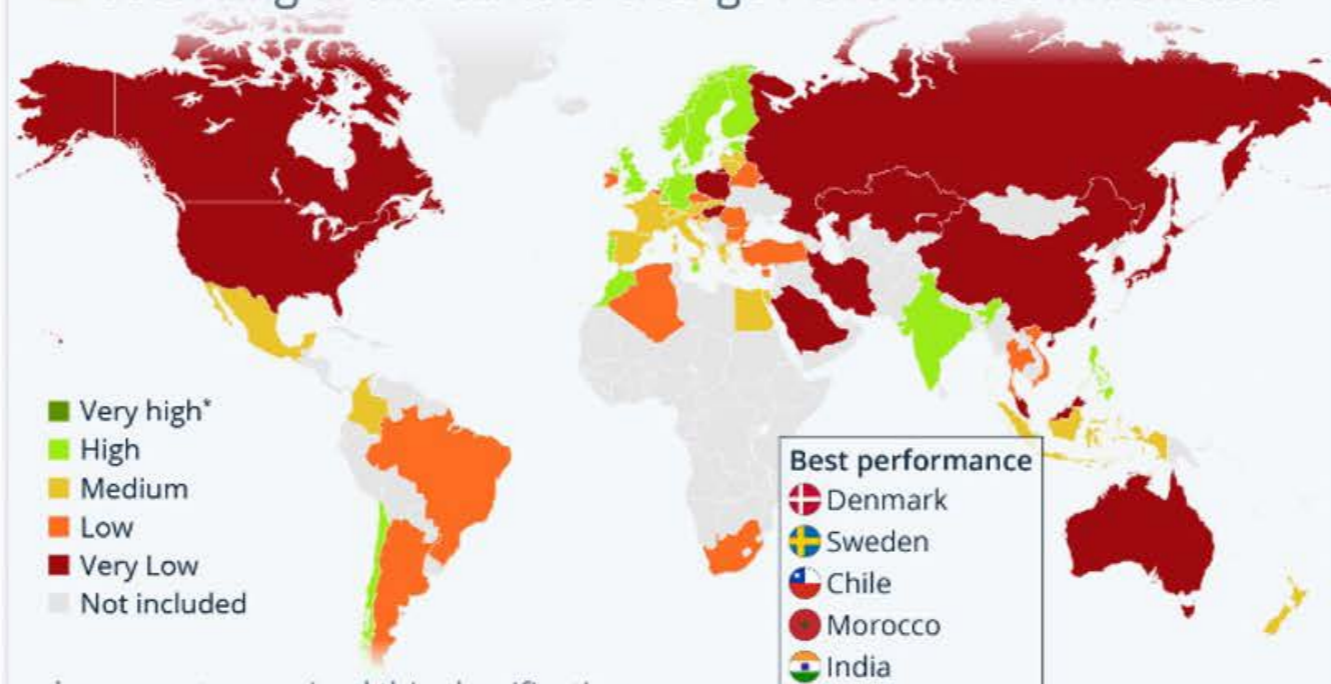 Very high*
High
Medium
Low
Very Low
Not included
Best performance
Denmark
Sweden
Chile
Morocco
India